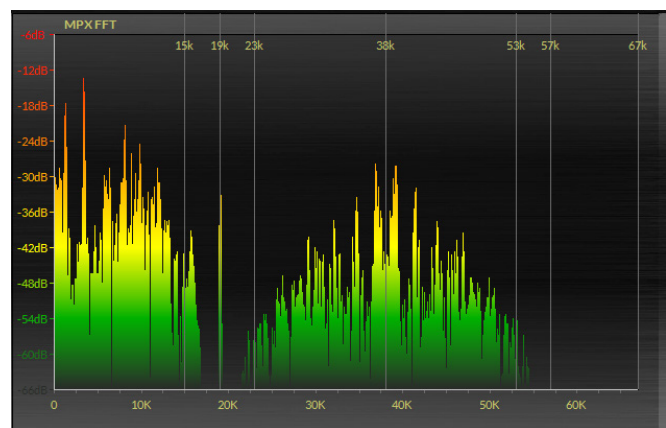 MPX FFT
-6dB
15k 19k 23k 38k 53k 57k 67k
-12dB
-18dB
-24dB
-30dB
-36dB
-42dB
-48dB
-54dB
-60dB
-66dB
0 10K 20K 30K 40K 50K 60K